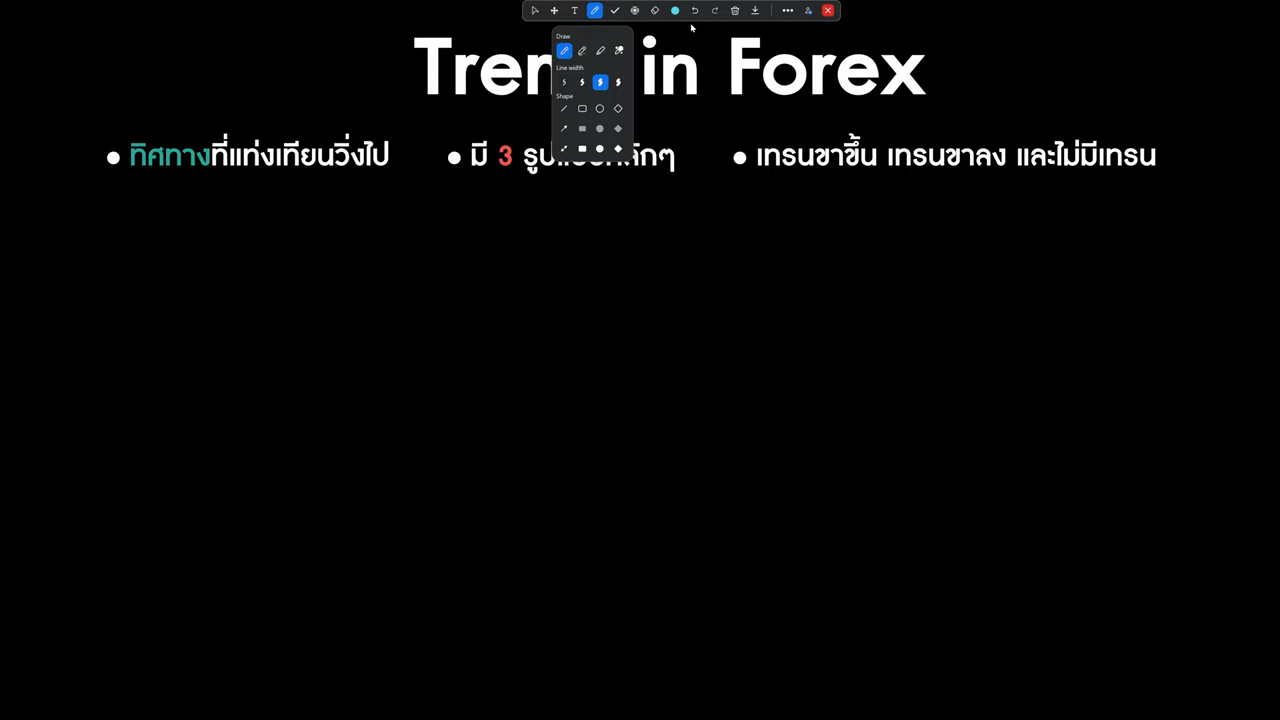 Draw
Tren in Forex
Line width
Shape
● ทิศทางที่แท่งเทียนวิ่งไป ● มี 3 ● เทรนขาขึ้น เทรนขาลง และไม่มีเทรน